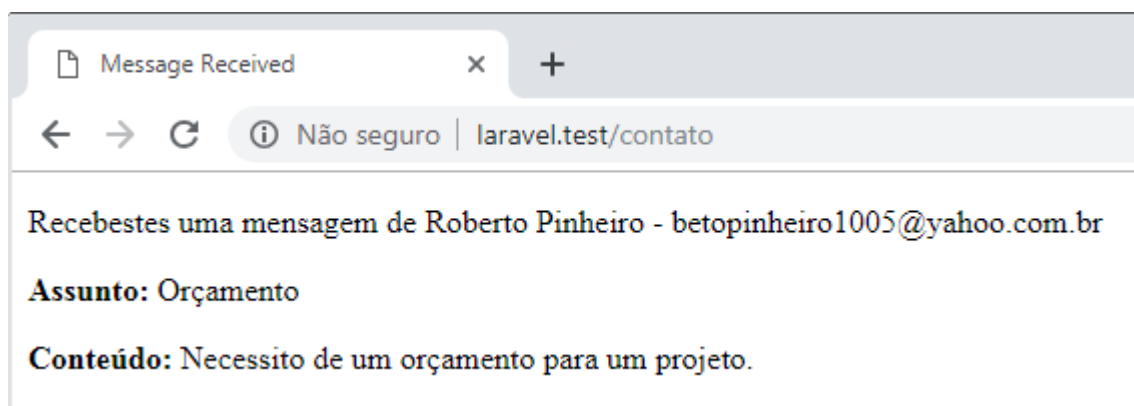 Message Received
Não seguro | laravel.test/contato
Recebestes uma mensagem de Roberto Pinheiro - betopinheiro1005@yahoo.com.br
Assunto: Orçamento
Conteúdo: Necessito de um orçamento para um projeto.